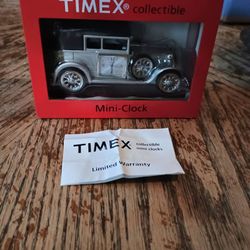 TIMEX® collectible
Mini-Clock
TIMEX collectible
mini clocks
Limited Warranty